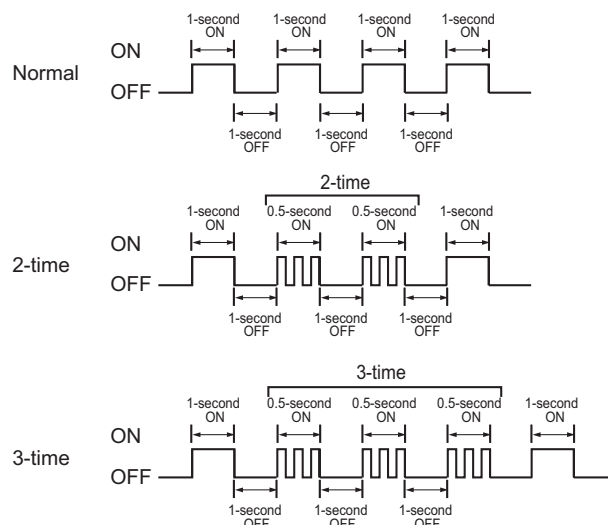 1-second 1-second 1-second 1-second
ON ON ON ON
ON
Normal
OFF
1-second 1-second 1-second
OFF OFF OFF
2-time
1-second 0.5-second 0.5-second 1-second
ON ON ON ON
ON
2-time
OFF
1-second 1-second 1-second
OFF OFF OFF
3-time
1-second 0.5-second 0.5-second 0.5-second 1-second
ON ON ON ON ON
ON
3-time
OFF
1-second 1-second 1-second
OFF OFF OFF